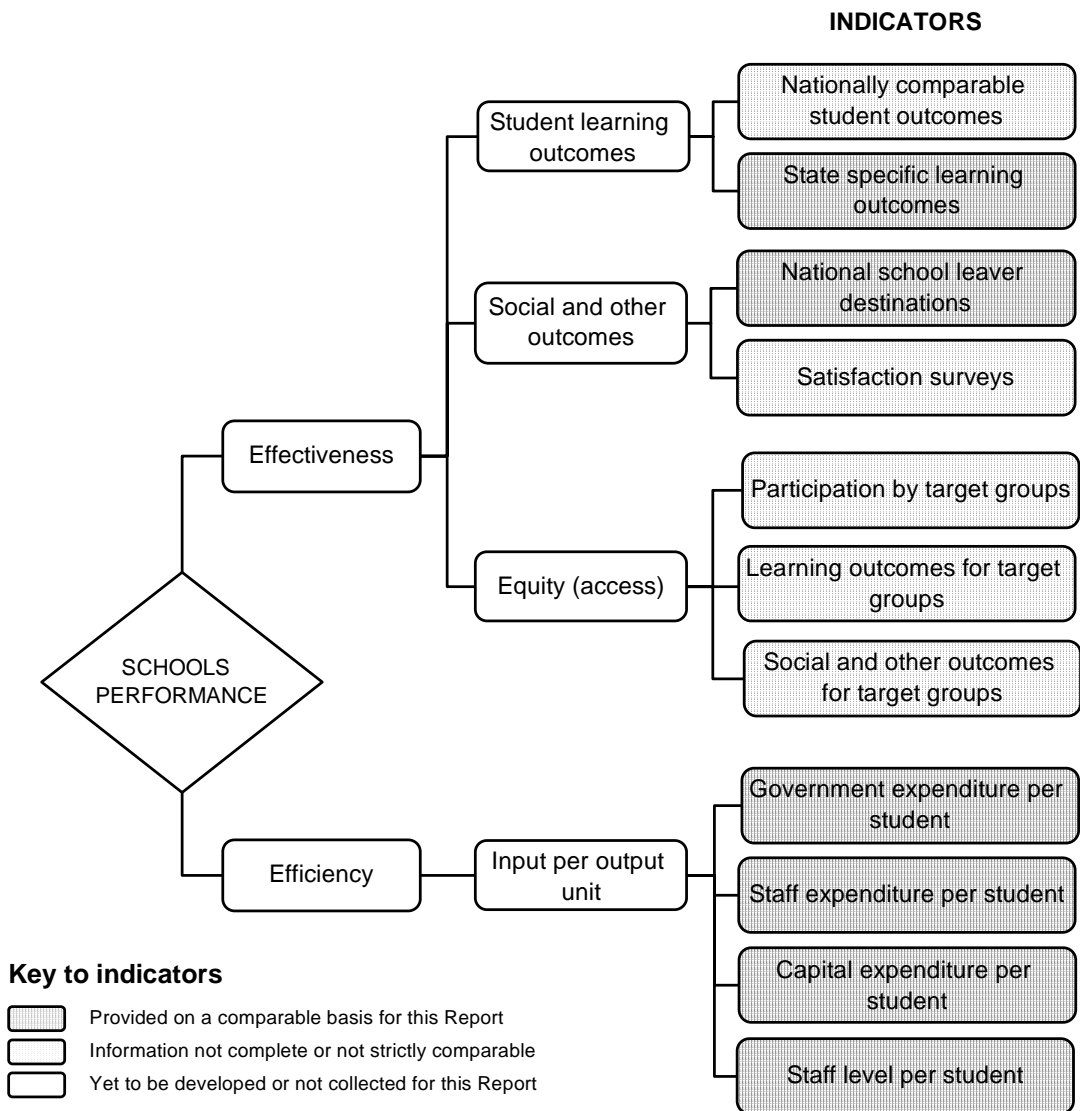 INDICATORS
Nationally comparable
student outcomes
Student learning
outcomes
State specific learning
outcomes
National school leaver
destinations
Social and other
outcomes
Satisfaction surveys
Effectiveness
Participation by target groups
Equity (access)
Learning outcomes for target
groups
Social and other outcomes
for target groups
SCHOOLS
PERFORMANCE
Government expenditure per
student
Efficiency
Input per output
unit
Staff expenditure per student
Capital expenditure per
student
Staff level per student
Key to indicators
Provided on a comparable basis for this Report
Information not complete or not strictly comparable
Yet to be developed or not collected for this Report